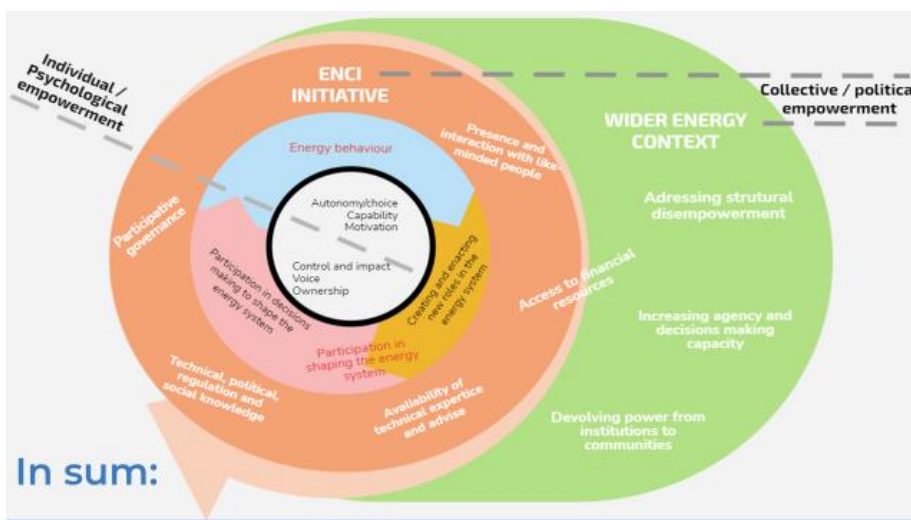 Individual /
Psychological
empowerment
ENCI
INITIATIVE
Collective / politica
empowerment
WIDER ENERGY
CONTEXT
Energy behaviour
Presence and
interaction with like-
minded people
Autonomy/choice
Capability
Motivation
Control and impact
Voice
Ownership
Adressing strutural
disempowerment
Participative
governance
Participation in decisions
making to shape the
energy system
Creating and enacting
new roles in the
energy system
Access to financial
resources
Increasing agency and
decisions making
capacity
Participation in
shaping the energy
system
Technical, political,
regulation and
social knowledge
Availability of
technical expertice
and advise
Devolving power from
institutions to
communities
In sum: